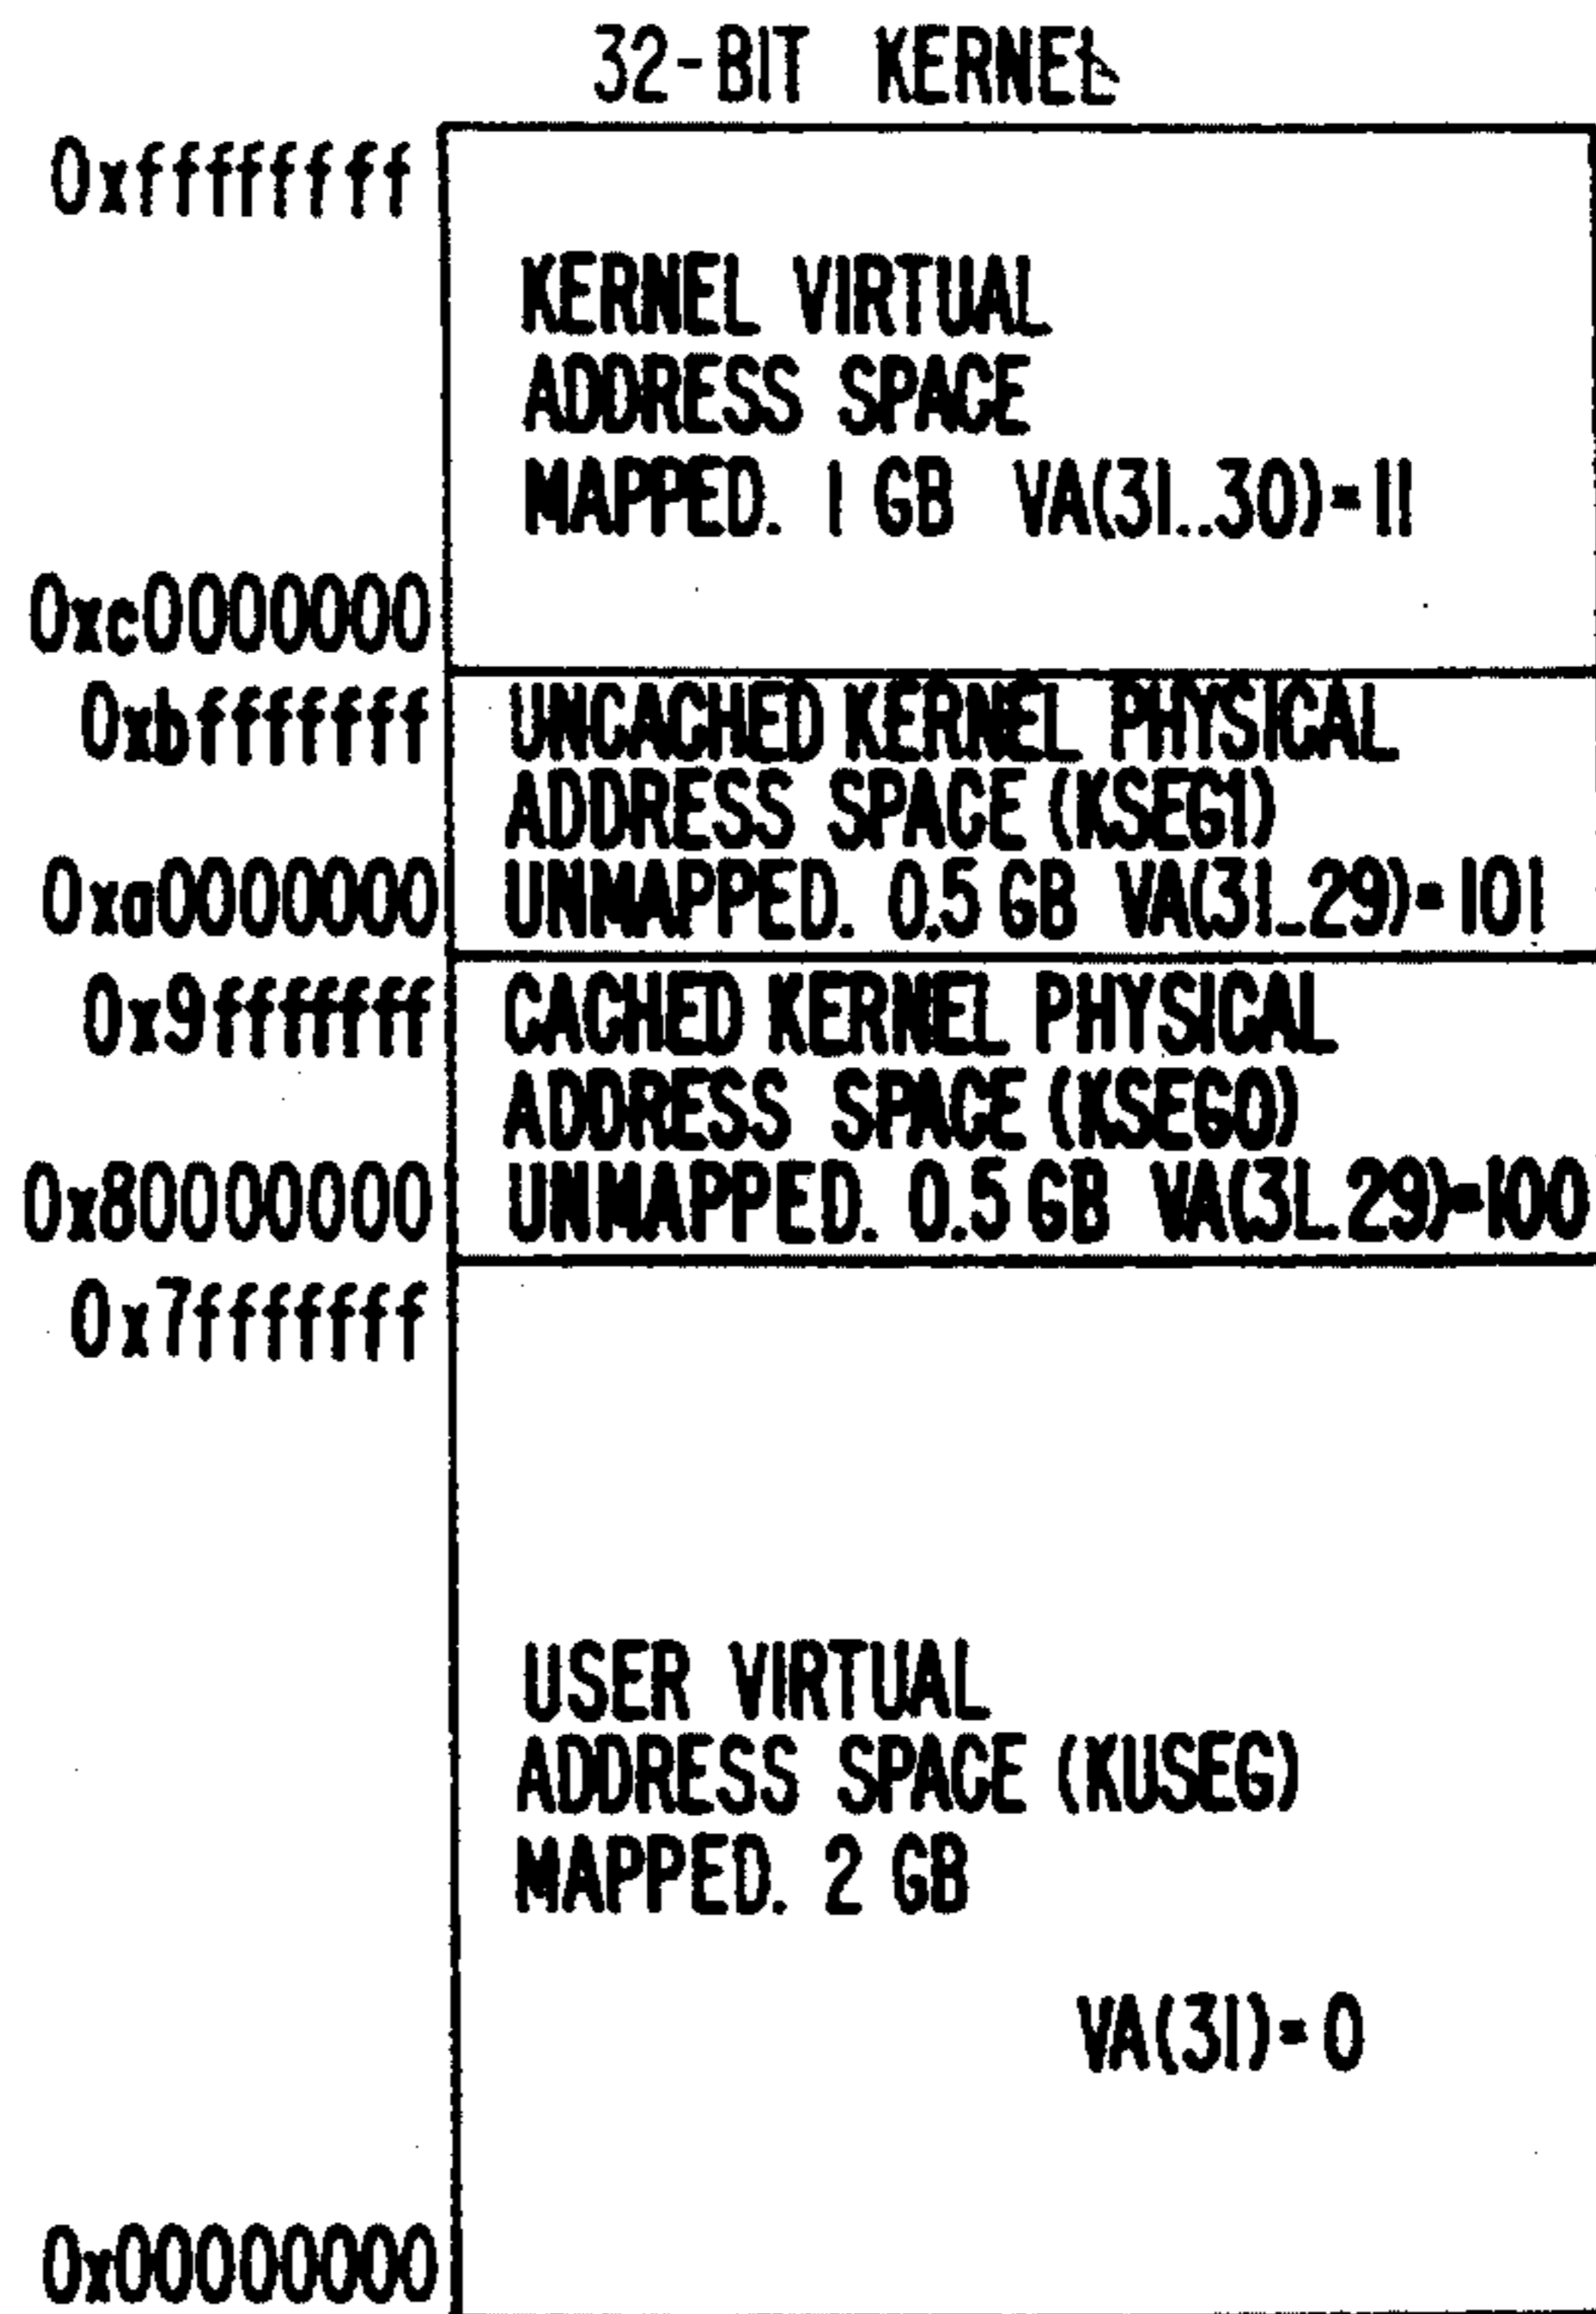 32-BIT KERNEL
0xffffffff
KERNEL VIRTUAL
ADDRESS SPACE
MAPPED. 1 GB VA(31..30)=11
0xc0000000
0xbfffffff UNCACHED KERNEL PHYSICAL
ADDRESS SPACE (KSEG1)
0xa0000000 UNMAPPED. 0.5 GB VA(31..29)=101
0x9fffffff CACHED KERNEL PHYSICAL
ADDRESS SPACE (KSEG0)
0x80000000 UNMAPPED. 0.5 GB VA(31..29)=100
0x7fffffff
USER VIRTUAL
ADDRESS SPACE (KUSEG)
MAPPED. 2 GB
VA(31)=0
0x00000000